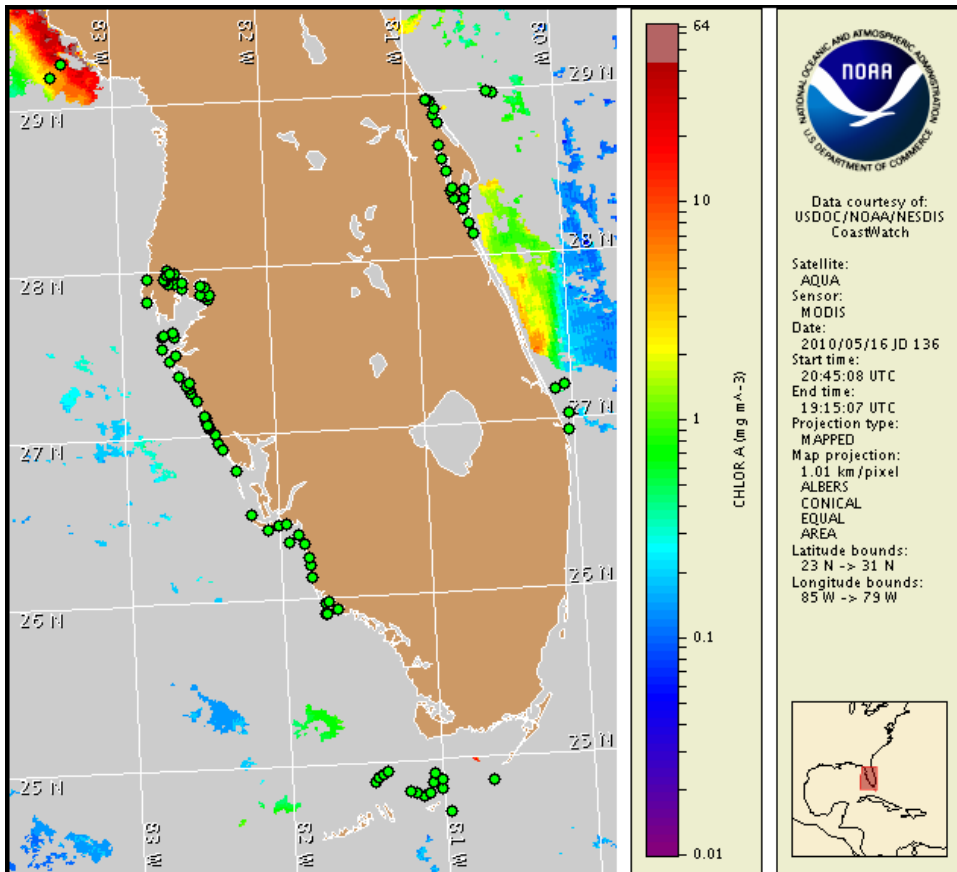 83 W
82 W
81 W
80 W
29 N
29 N
28 N
28 N
27 N
27 N
26 N
26 N
25 N
25 N
83 W
82 W
81 W
64
10
1
0.1
0.01
CHLOR A (mg m^-3)
NATIONAL OCEANIC AND ATMOSPHERIC ADMINISTRATION
NOAA
U.S. DEPARTMENT OF COMMERCE
Data courtesy of:
USDOC/NOAA/NESDIS
CoastWatch
Satellite:
AQUA
Sensor:
MODIS
Date:
2010/05/16 JD 136
Start time:
20:45:08 UTC
End time:
19:15:07 UTC
Projection type:
MAPPED
Map projection:
1.01 km/pixel
ALBERS
CONICAL
EQUAL
AREA
Latitude bounds:
23 N -> 31 N
Longitude bounds:
85 W -> 79 W